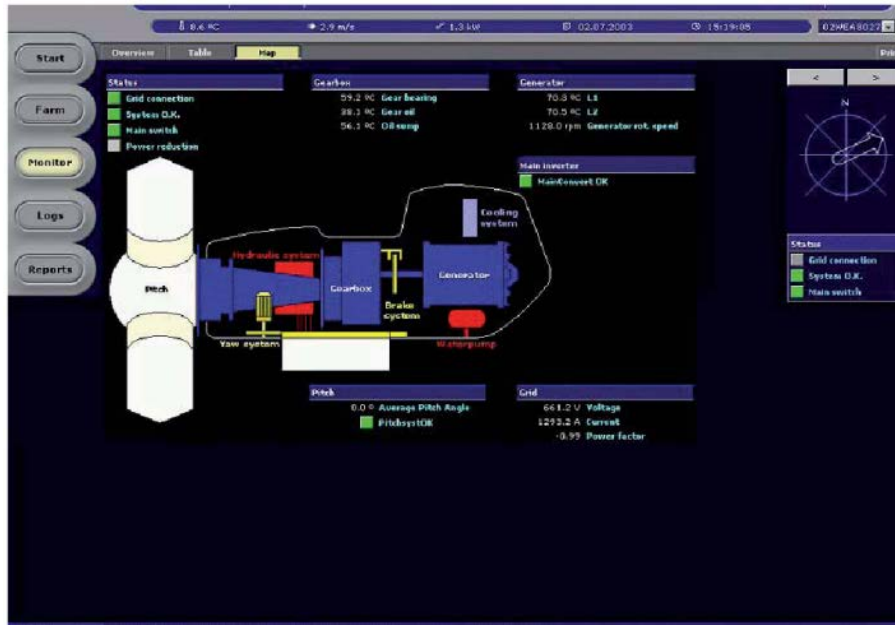 8.6 ºC 2.9 m/s 1.3 kW 02.07.2003 15:19:05 02WEA8027
Start
Farm
Monitor
Logs
Reports
Overview Table Map
< >
N
Status
Grid connection
System O.K.
Main switch
Power reduction
Gearbox
59.2 ºC Gear bearing
38.1 ºC Gear oil
56.1 ºC Oil sump
Generator
70.8 ºC L1
70.5 ºC L2
1128.0 rpm Generator rot. speed
Main inverter
MainConvert OK
Cooling system
Hydraulic system
Pitch
Gearbox
Generator
Brake system
Yaw system
Waterpump
Status
Grid connection
System O.K.
Main switch
Pitch
0.0 º Average Pitch Angle
PitchsystOK
Grid
661.2 V Voltage
1293.2 A Current
-0.99 Power factor